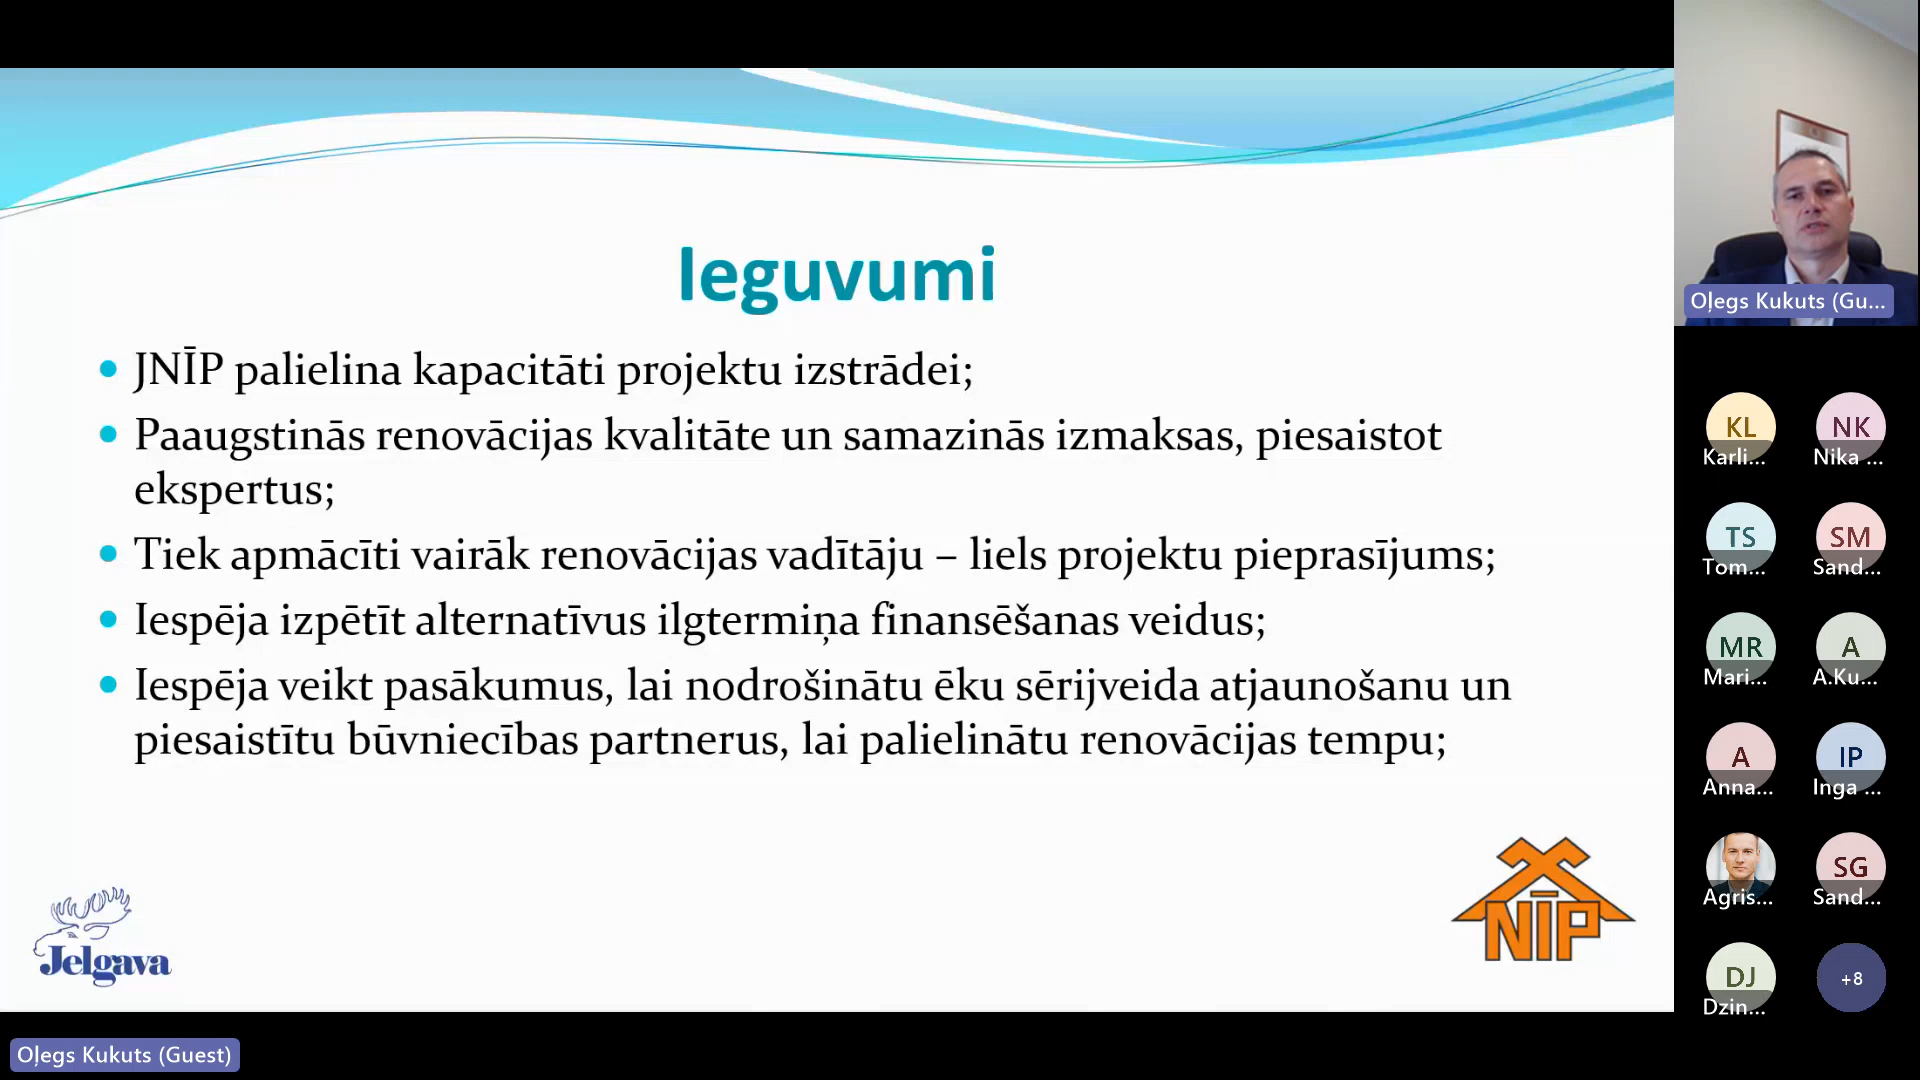 Ieguvumi
JNĪP palielina kapacitāti projektu izstrādei;
Paaugstinās renovācijas kvalitāte un samazinās izmaksas, piesaistot
ekspertus;
Tiek apmācīti vairāk renovācijas vadītāju – liels projektu pieprasījums;
Iespēja izpētīt alternatīvus ilgtermiņa finansēšanas veidus;
Iespēja veikt pasākumus, lai nodrošinātu ēku sērijveida atjaunošanu un
piesaistītu būvniecības partnerus, lai palielinātu renovācijas tempu;
Jelgava
NĪP
Oļegs Kukuts (Guest)
Oļegs Kukuts (Gu...
KL
NK
Karli...
Nika ...
TS
SM
Tom...
Sand...
MR
A
Mari...
A.Ku...
A
IP
Anna...
Inga ...
SG
Agris...
Sand...
DJ
+8
Dzin...